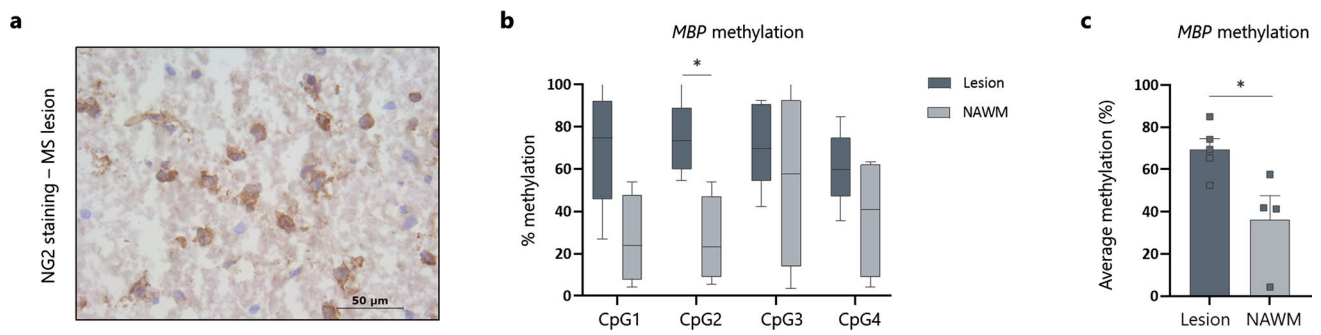 a
NG2 staining – MS lesion
50 µm
b
MBP methylation
% methylation
100
80
60
40
20
0
*
CpG1 CpG2 CpG3 CpG4
Lesion
NAWM
c
MBP methylation
Average methylation (%)
100
80
60
40
20
0
*
Lesion NAWM